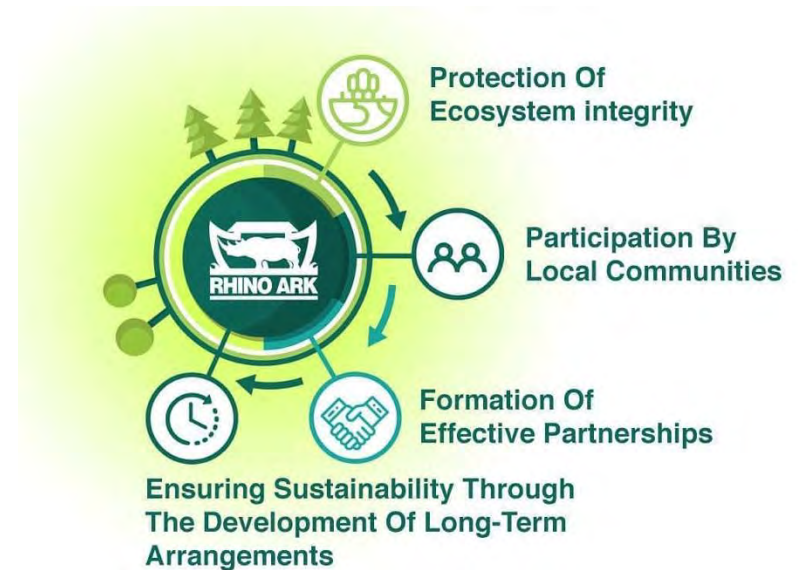 Protection Of
Ecosystem integrity
RHINO ARK
Participation By
Local Communities
Formation Of
Effective Partnerships
Ensuring Sustainability Through
The Development Of Long-Term
Arrangements